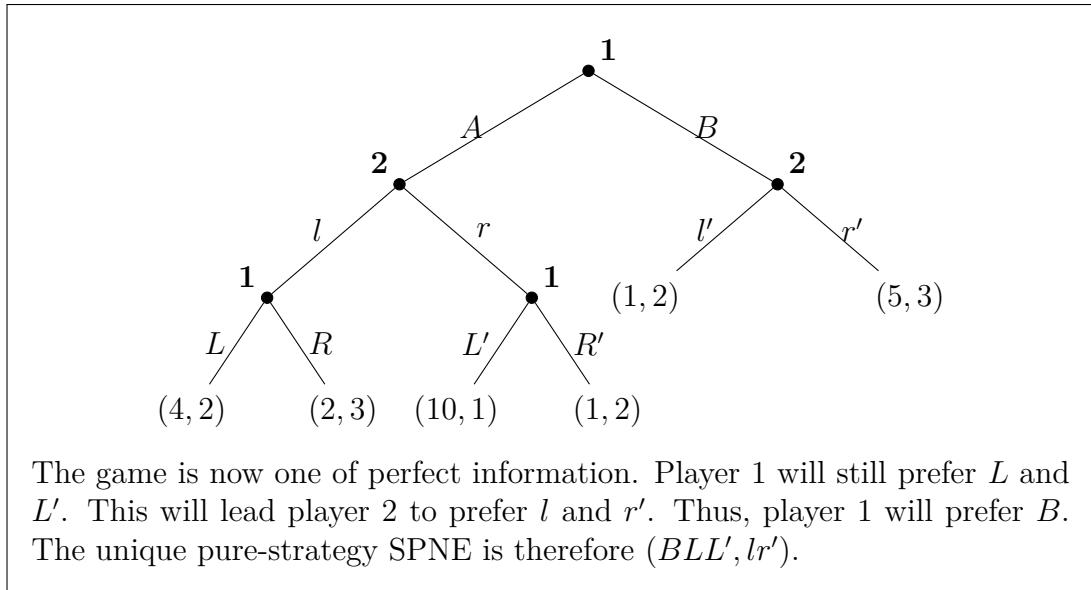 1
A B
2 2
l r l′ r′
1 1 (1, 2) (5, 3)
L R L′ R′
(4, 2) (2, 3) (10, 1) (1, 2)
The game is now one of perfect information. Player 1 will still prefer L and
L′. This will lead player 2 to prefer l and r′. Thus, player 1 will prefer B.
The unique pure-strategy SPNE is therefore (BLL′, lr′).